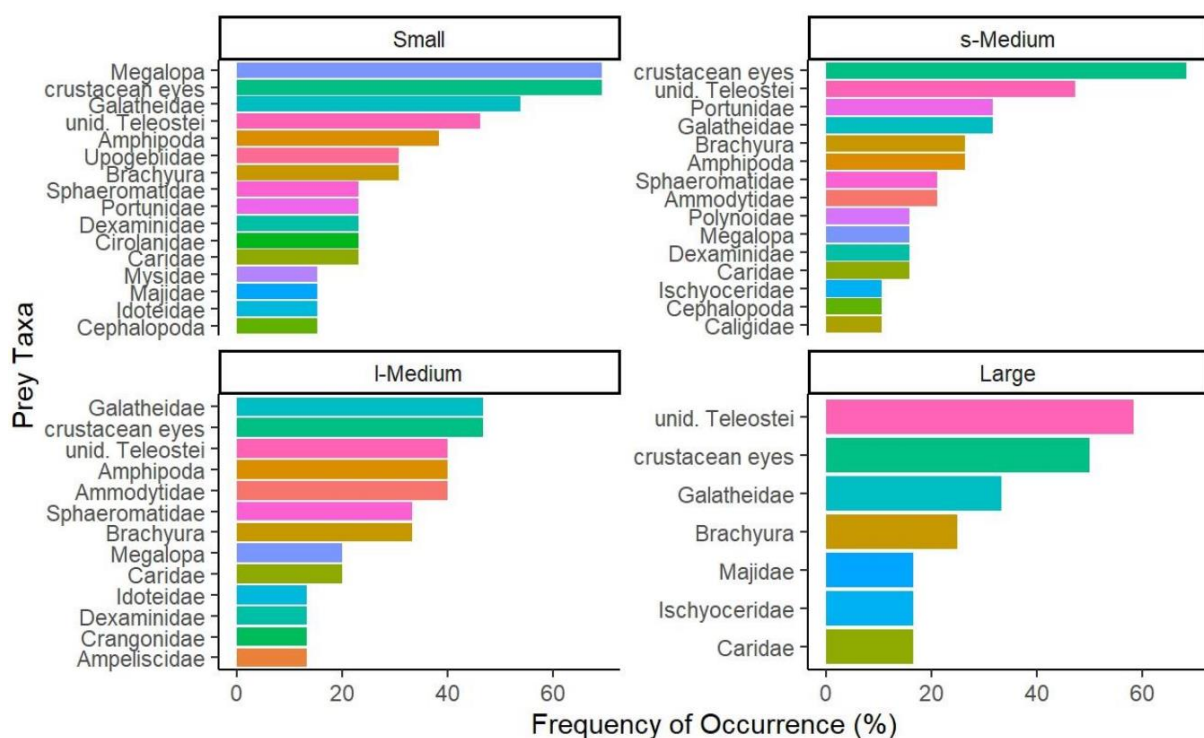 Small
Megalopa
crustacean eyes
Galatheidae
unid. Teleostei
Amphipoda
Upogebiidae
Brachyura
Sphaeromatidae
Portunidae
Dexaminidae
Cirolanidae
Caridae
Mysidae
Majidae
Idoteidae
Cephalopoda
s-Medium
crustacean eyes
unid. Teleostei
Portunidae
Galatheidae
Brachyura
Amphipoda
Sphaeromatidae
Ammodytidae
Polynoidae
Megalopa
Dexaminidae
Caridae
Ischyoceridae
Cephalopoda
Caligidae
Prey Taxa
l-Medium
Galatheidae
crustacean eyes
unid. Teleostei
Amphipoda
Ammodytidae
Sphaeromatidae
Brachyura
Megalopa
Caridae
Idoteidae
Dexaminidae
Crangonidae
Ampeliscidae
0 20 40 60
Large
unid. Teleostei
crustacean eyes
Galatheidae
Brachyura
Majidae
Ischyoceridae
Caridae
0 20 40 60
Frequency of Occurrence (%)